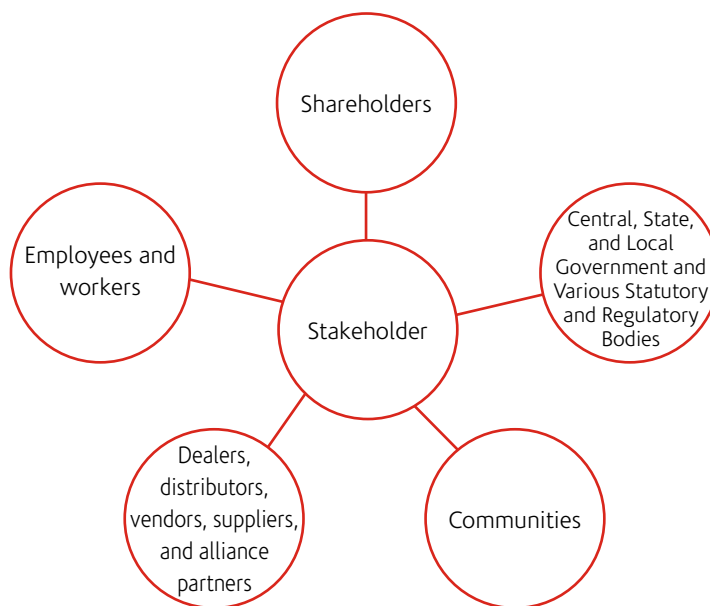 Shareholders
Employees and
workers
Central, State,
and Local
Government and
Various Statutory
and Regulatory
Bodies
Stakeholder
Dealers,
distributors,
vendors, suppliers,
and alliance
partners
Communities